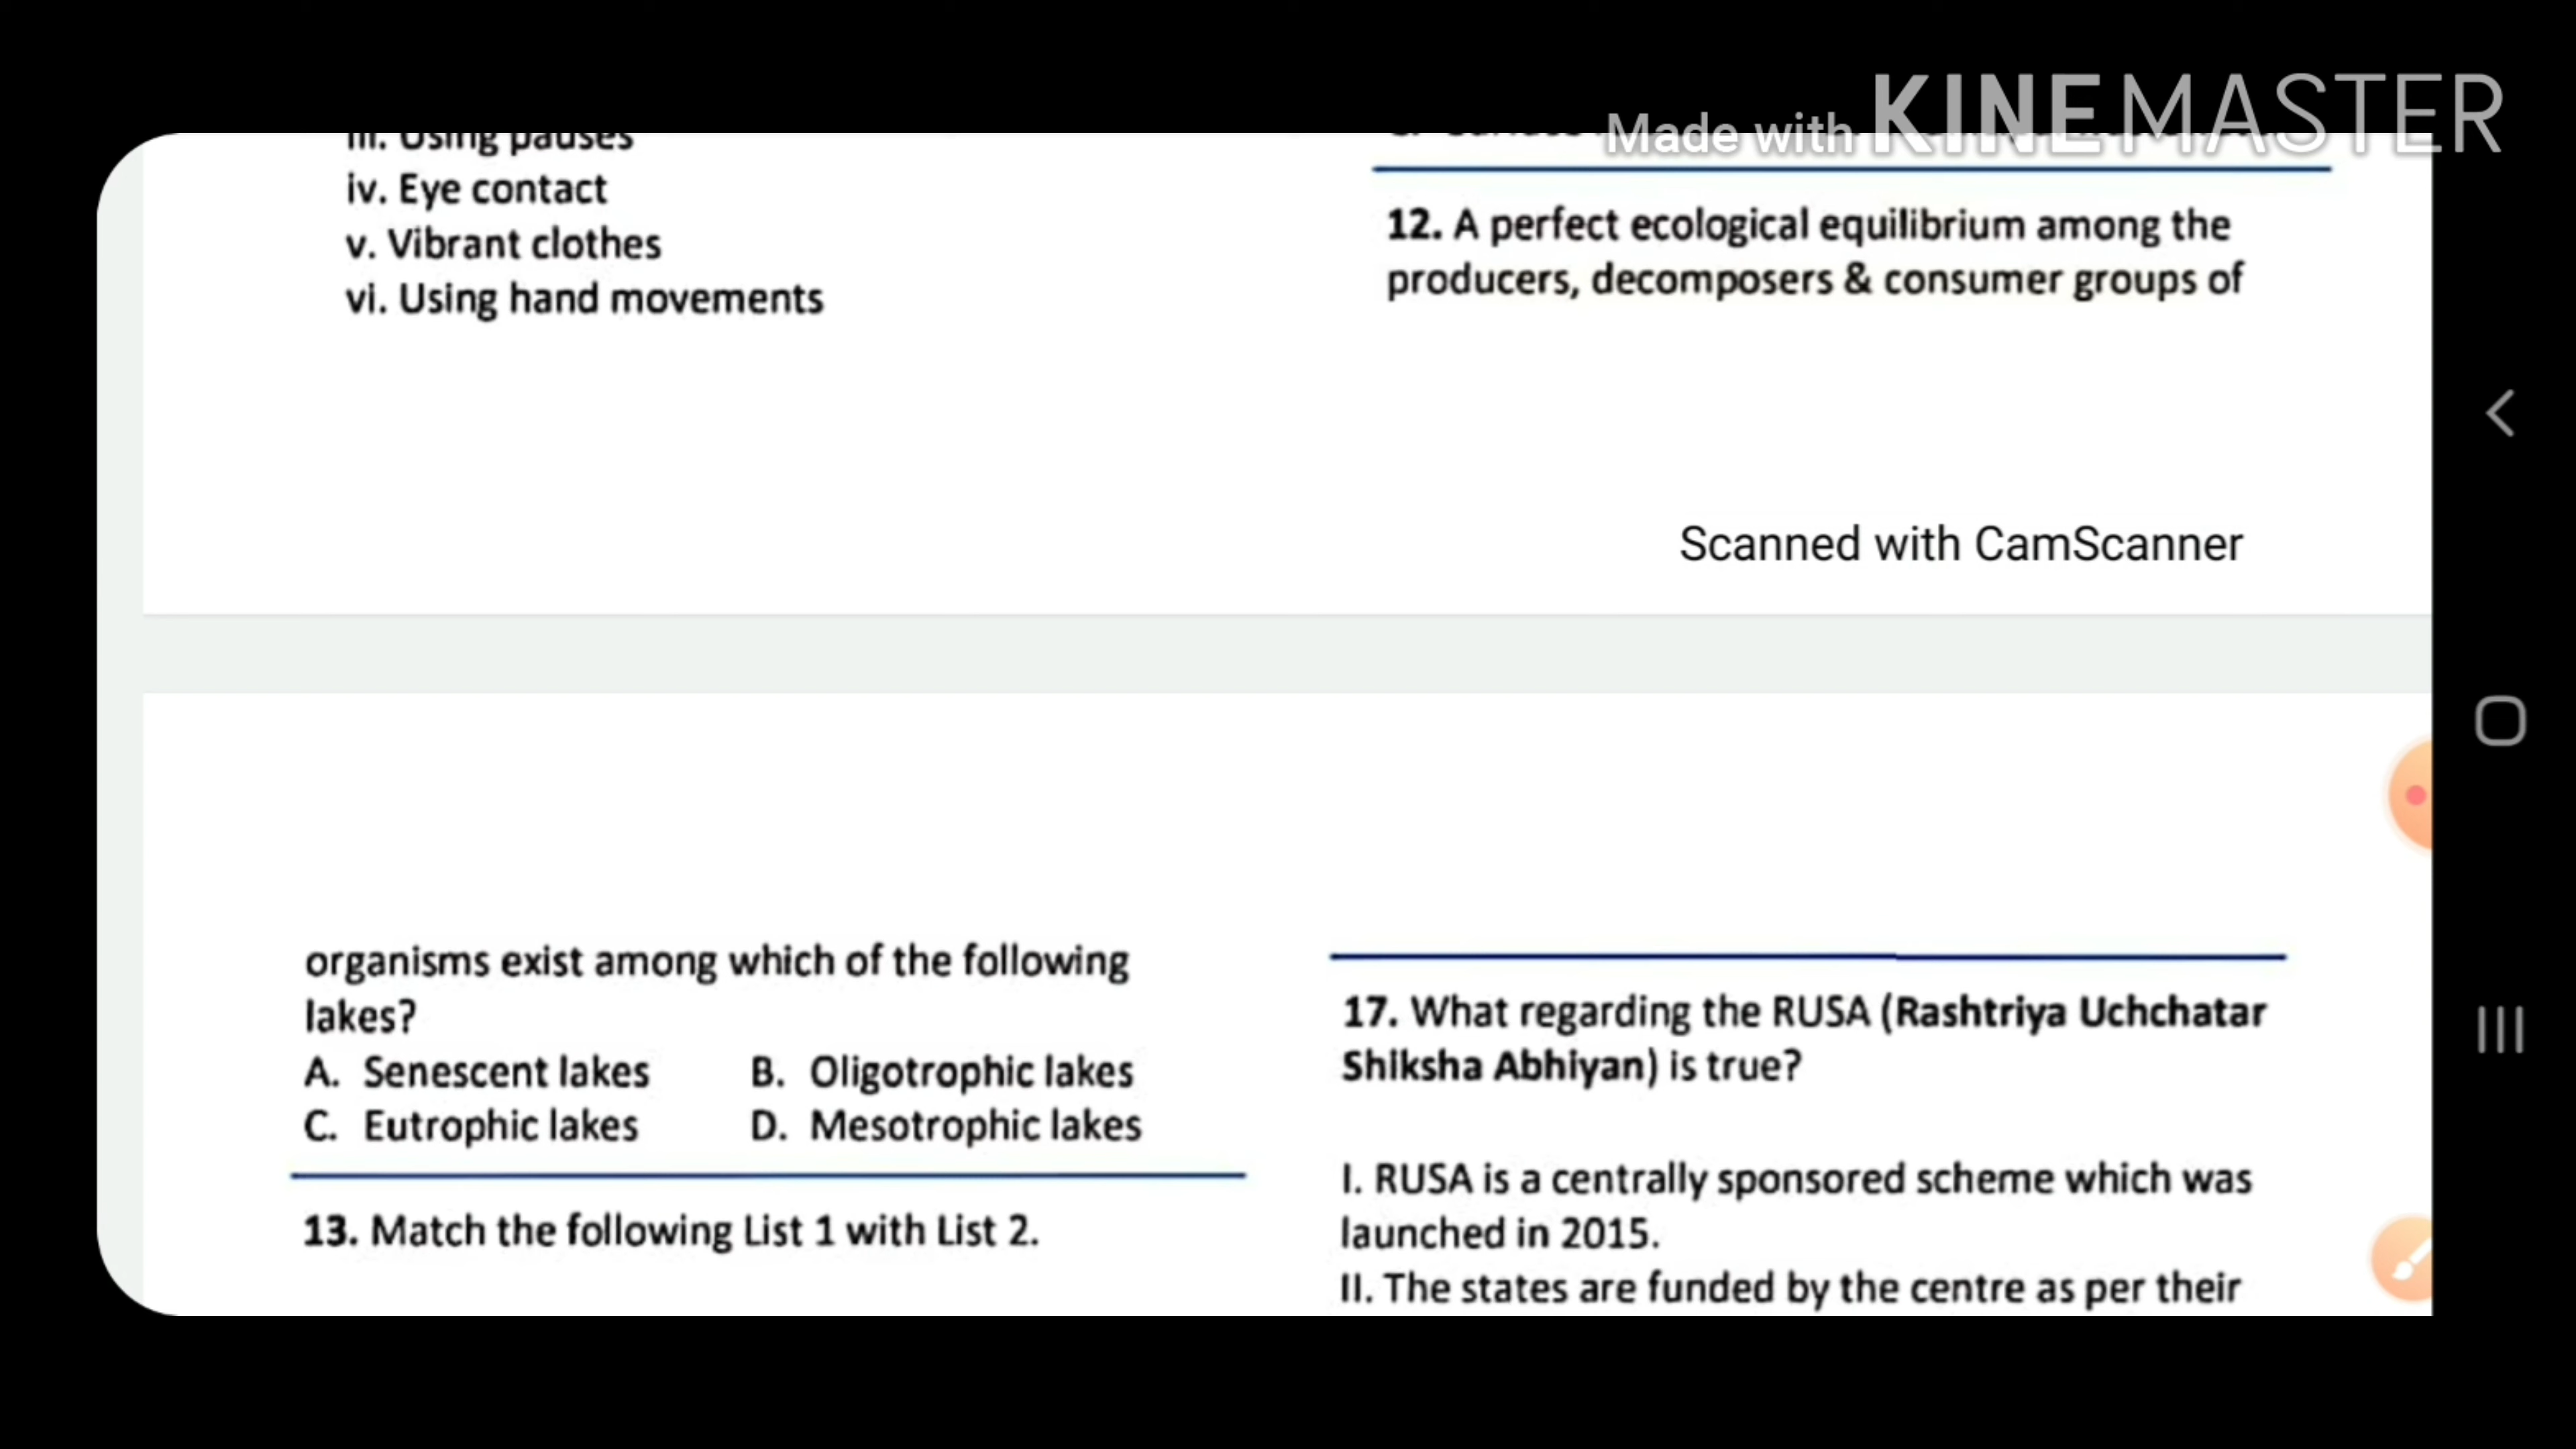 Made with KINEMASTER
iii. Using pauses
iv. Eye contact
v. Vibrant clothes
vi. Using hand movements
12. A perfect ecological equilibrium among the
producers, decomposers & consumer groups of
Scanned with CamScanner
organisms exist among which of the following
lakes?
A. Senescent lakes B. Oligotrophic lakes
C. Eutrophic lakes D. Mesotrophic lakes
13. Match the following List 1 with List 2.
17. What regarding the RUSA (Rashtriya Uchchatar
Shiksha Abhiyan) is true?
I. RUSA is a centrally sponsored scheme which was
launched in 2015.
II. The states are funded by the centre as per their